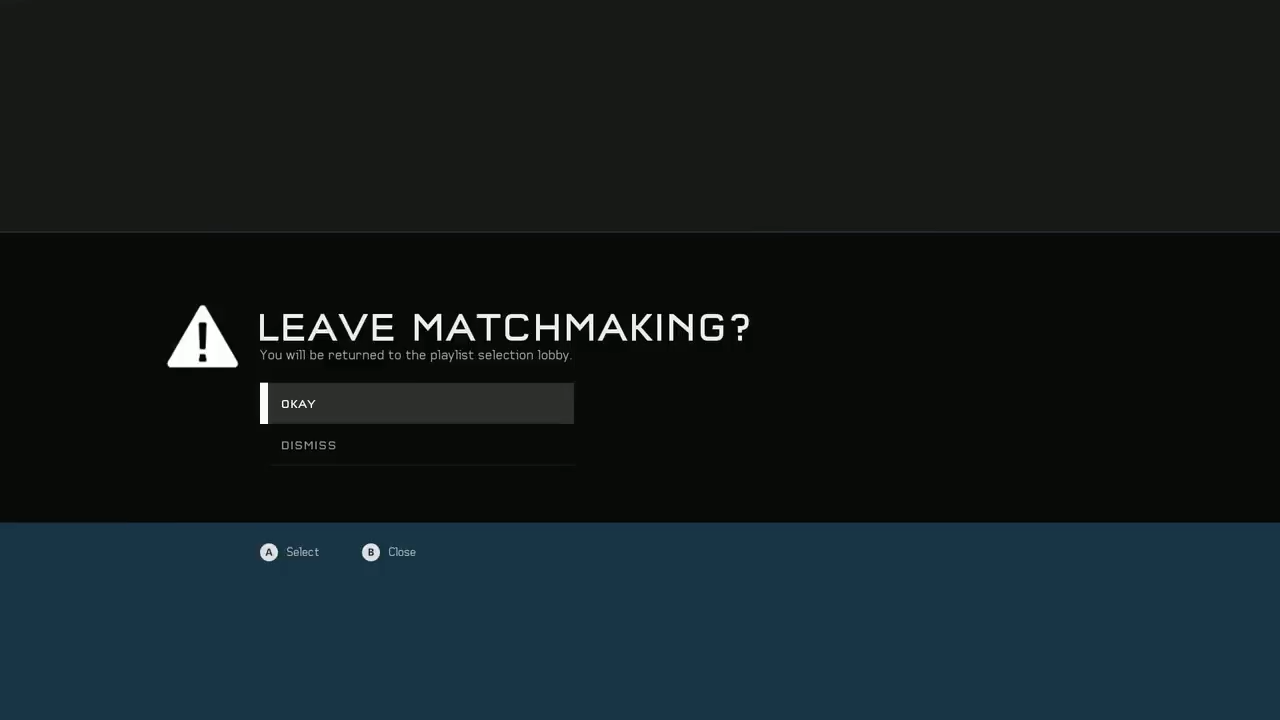 LEAVE MATCHMAKING?
You will be returned to the playlist selection lobby.
OKAY
DISMISS
A Select B Close